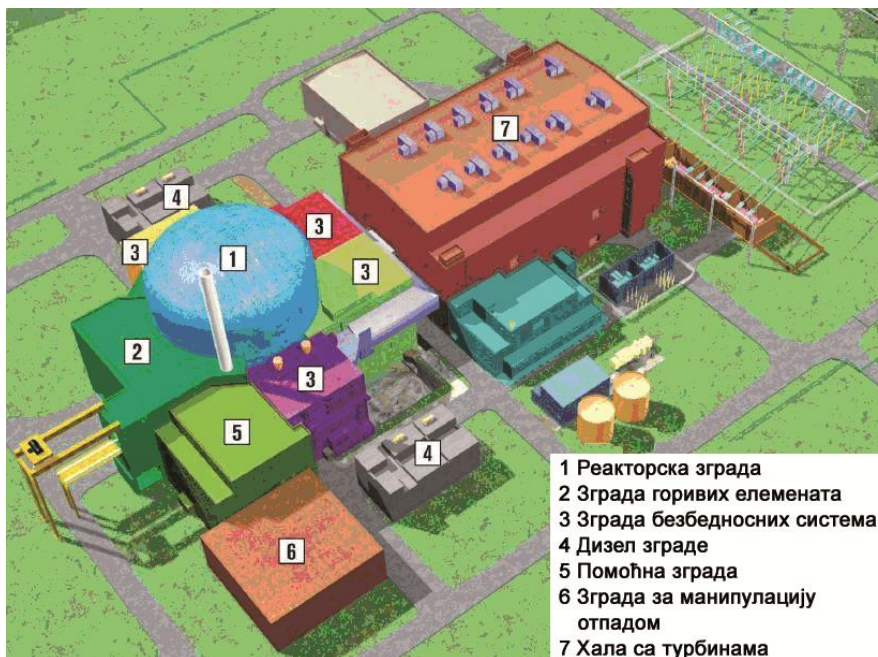 7
4
3
3
1
3
2
3
5
4
6
1 Реакторска зграда
2 Зграда горивих елемената
3 Зграда безбедносних система
4 Дизел зграде
5 Помоћна зграда
6 Зграда за манипулацију
отпадом
7 Хала са турбинама